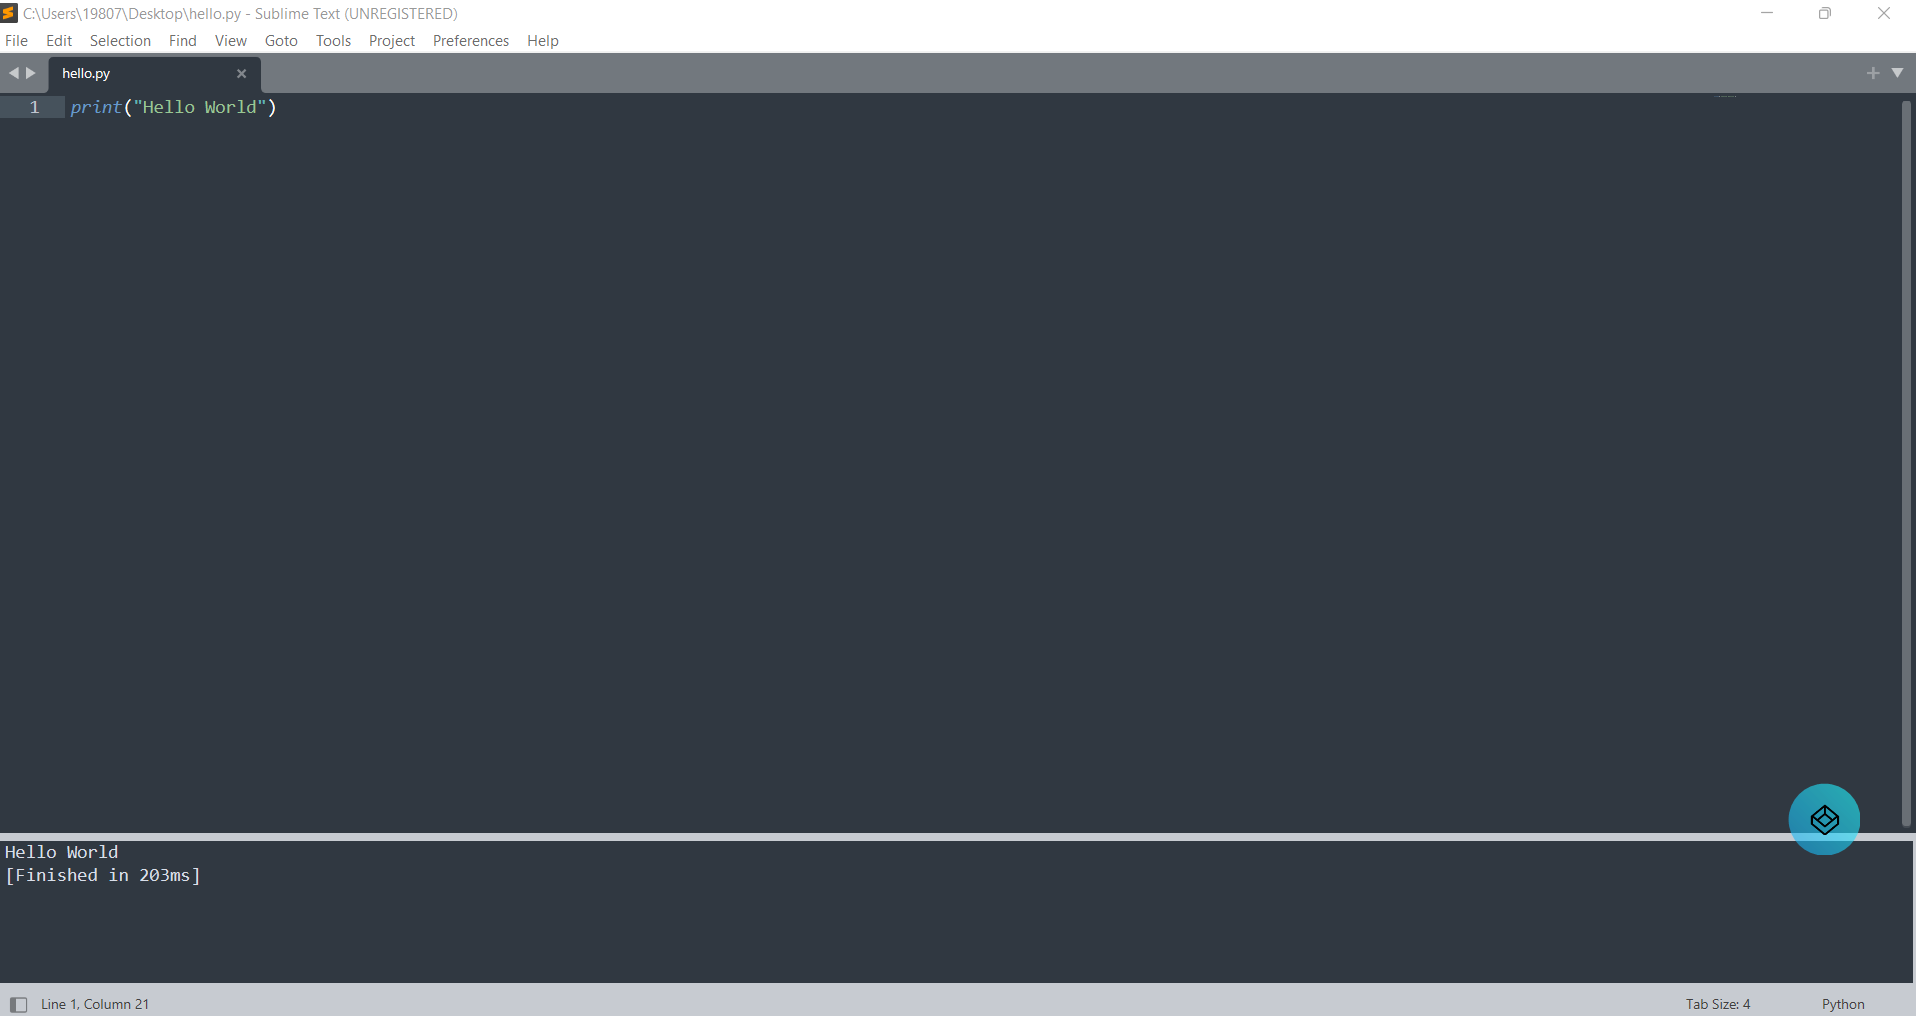 C:\Users\19807\Desktop\hello.py - Sublime Text (UNREGISTERED)
File Edit Selection Find View Goto Tools Project Preferences Help
hello.py
1 print("Hello World")
Hello World
[Finished in 203ms]
Line 1, Column 21 Tab Size: 4 Python